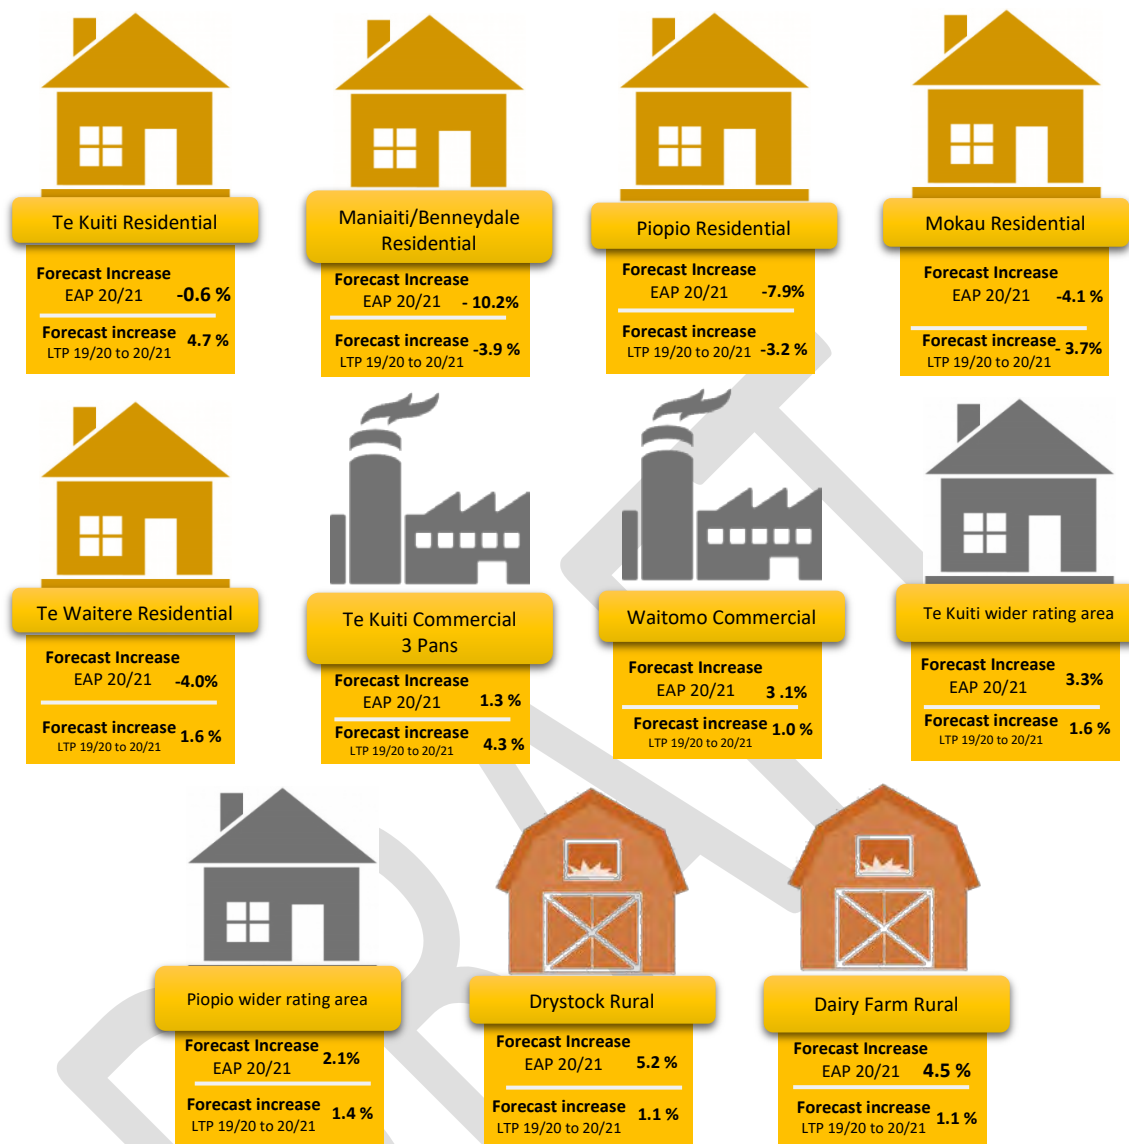 Te Kuiti Residential
Forecast Increase
EAP 20/21 -0.6 %
Forecast increase
LTP 19/20 to 20/21 4.7 %
Maniaiti/Benneydale
Residential
Forecast Increase
EAP 20/21 - 10.2%
Forecast increase
LTP 19/20 to 20/21 -3.9 %
Piopio Residential
Forecast Increase
EAP 20/21 -7.9%
Forecast increase
LTP 19/20 to 20/21 -3.2 %
Mokau Residential
Forecast Increase
EAP 20/21 -4.1 %
Forecast increase
LTP 19/20 to 20/21 - 3.7%
Te Waitere Residential
Forecast Increase
EAP 20/21 -4.0%
Forecast increase
LTP 19/20 to 20/21 1.6 %
Te Kuiti Commercial
3 Pans
Forecast Increase
EAP 20/21 1.3 %
Forecast increase
LTP 19/20 to 20/21 4.3 %
Waitomo Commercial
Forecast Increase
EAP 20/21 3 .1%
Forecast increase
LTP 19/20 to 20/21 1.0 %
Te Kuiti wider rating area
Forecast Increase
EAP 20/21 3.3%
Forecast increase
LTP 19/20 to 20/21 1.6 %
Piopio wider rating area
Forecast Increase
EAP 20/21 2.1%
Forecast increase
LTP 19/20 to 20/21 1.4 %
Drystock Rural
Forecast Increase
EAP 20/21 5.2 %
Forecast increase
LTP 19/20 to 20/21 1.1 %
Dairy Farm Rural
Forecast Increase
EAP 20/21 4.5 %
Forecast increase
LTP 19/20 to 20/21 1.1 %
DRAFT